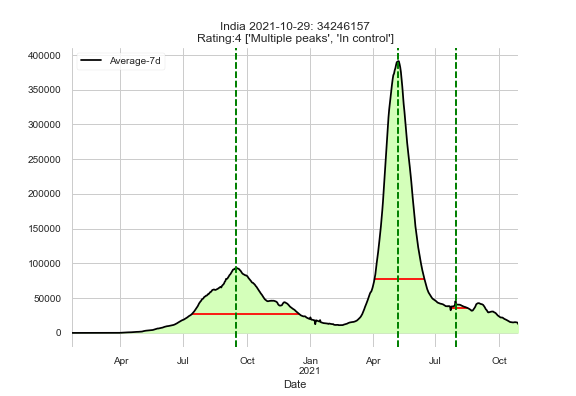 India 2021-10-29: 34246157
Rating:4 ['Multiple peaks', 'In control']
Average-7d
400000
350000
300000
250000
200000
150000
100000
50000
0
Apr Jul Oct Jan Apr Jul Oct
2021
Date